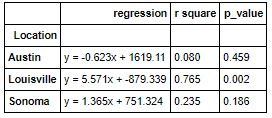 regression r square p_value
Location
Austin y = -0.623x + 1619.11 0.080 0.459
Louisville y = 5.571x + -879.339 0.765 0.002
Sonoma y = 1.365x + 751.324 0.235 0.186